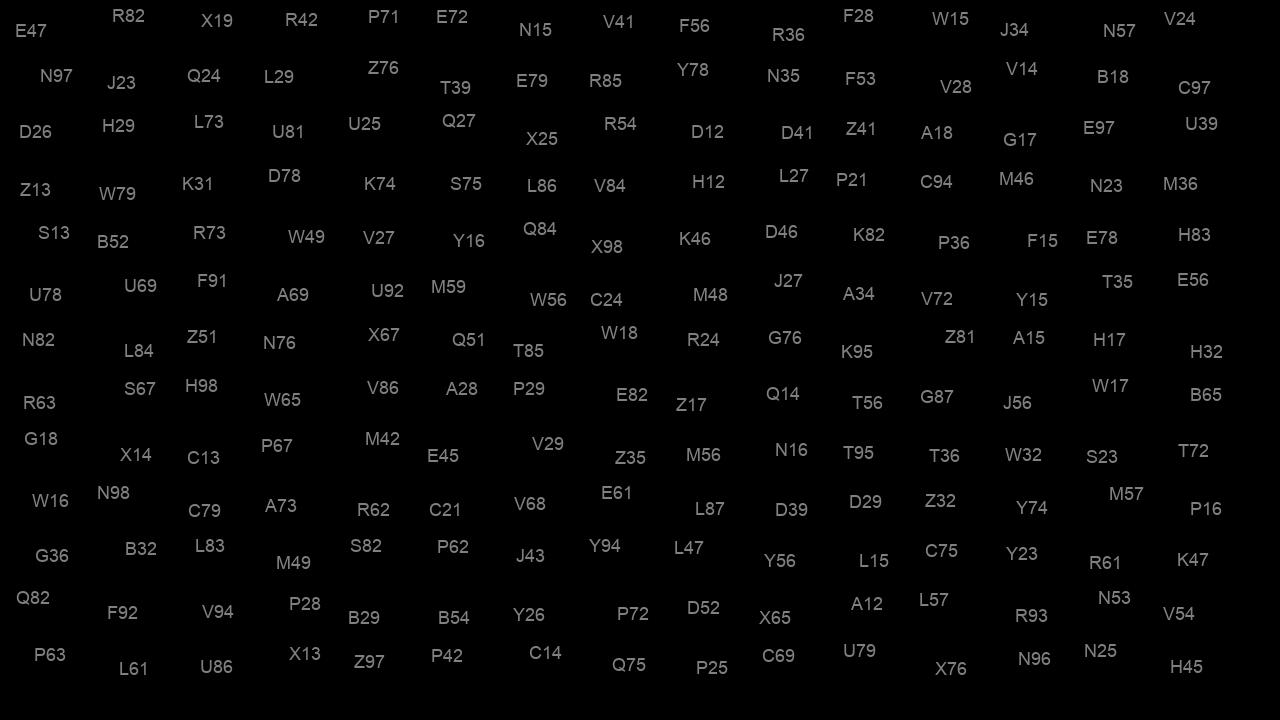 E47 R82 X19 R42 P71 E72 N15 V41 F56 R36 F28 W15 J34 N57 V24
N97 J23 Q24 L29 Z76 T39 E79 R85 Y78 N35 F53 V28 V14 B18 C97
D26 H29 L73 U81 U25 Q27 X25 R54 D12 D41 Z41 A18 G17 E97 U39
Z13 W79 K31 D78 K74 S75 L86 V84 H12 L27 P21 C94 M46 N23 M36
S13 B52 R73 W49 V27 Y16 Q84 X98 K46 D46 K82 P36 F15 E78 H83
U78 U69 F91 A69 U92 M59 W56 C24 M48 J27 A34 V72 Y15 T35 E56
N82 L84 Z51 N76 X67 Q51 T85 W18 R24 G76 K95 Z81 A15 H17 H32
R63 S67 H98 W65 V86 A28 P29 E82 Z17 Q14 T56 G87 J56 W17 B65
G18 X14 C13 P67 M42 E45 V29 Z35 M56 N16 T95 T36 W32 S23 T72
W16 N98 C79 A73 R62 C21 V68 E61 L87 D39 D29 Z32 Y74 M57 P16
G36 B32 L83 M49 S82 P62 J43 Y94 L47 Y56 L15 C75 Y23 R61 K47
Q82 F92 V94 P28 B29 B54 Y26 P72 D52 X65 A12 L57 R93 N53 V54
P63 L61 U86 X13 Z97 P42 C14 Q75 P25 C69 U79 X76 N96 N25 H45